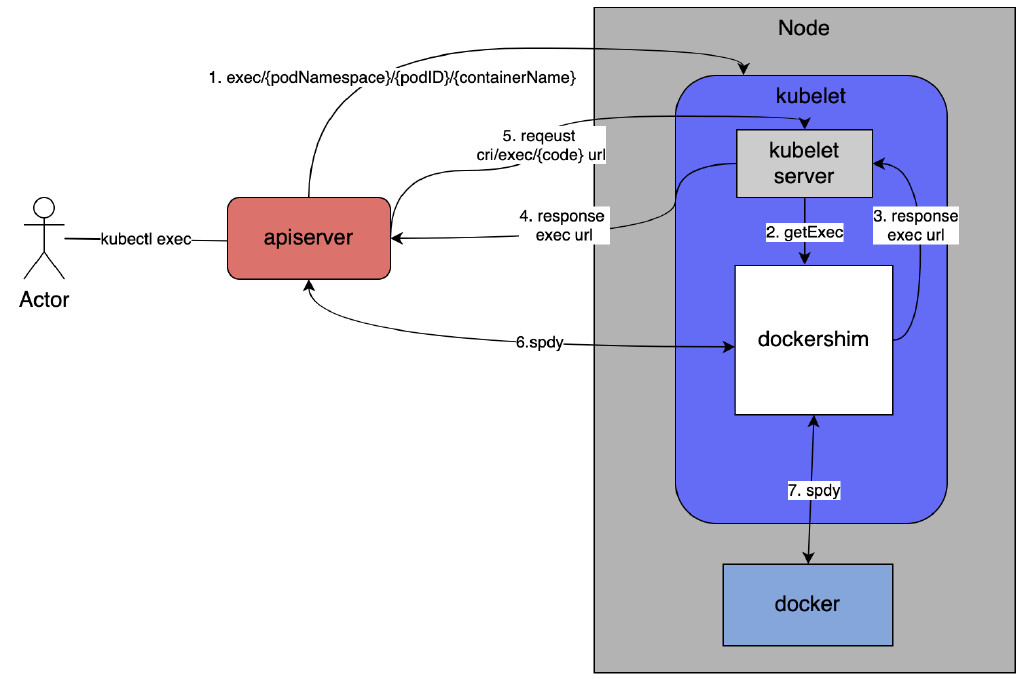 Node
1. exec/{podNamespace}/{podID}/{containerName}
kubelet
5. reqeust
cri/exec/{code} url
kubelet
server
4. response
exec url
3. response
exec url
2. getExec
kubectl exec
apiserver
Actor
6.spdy
dockershim
7. spdy
docker